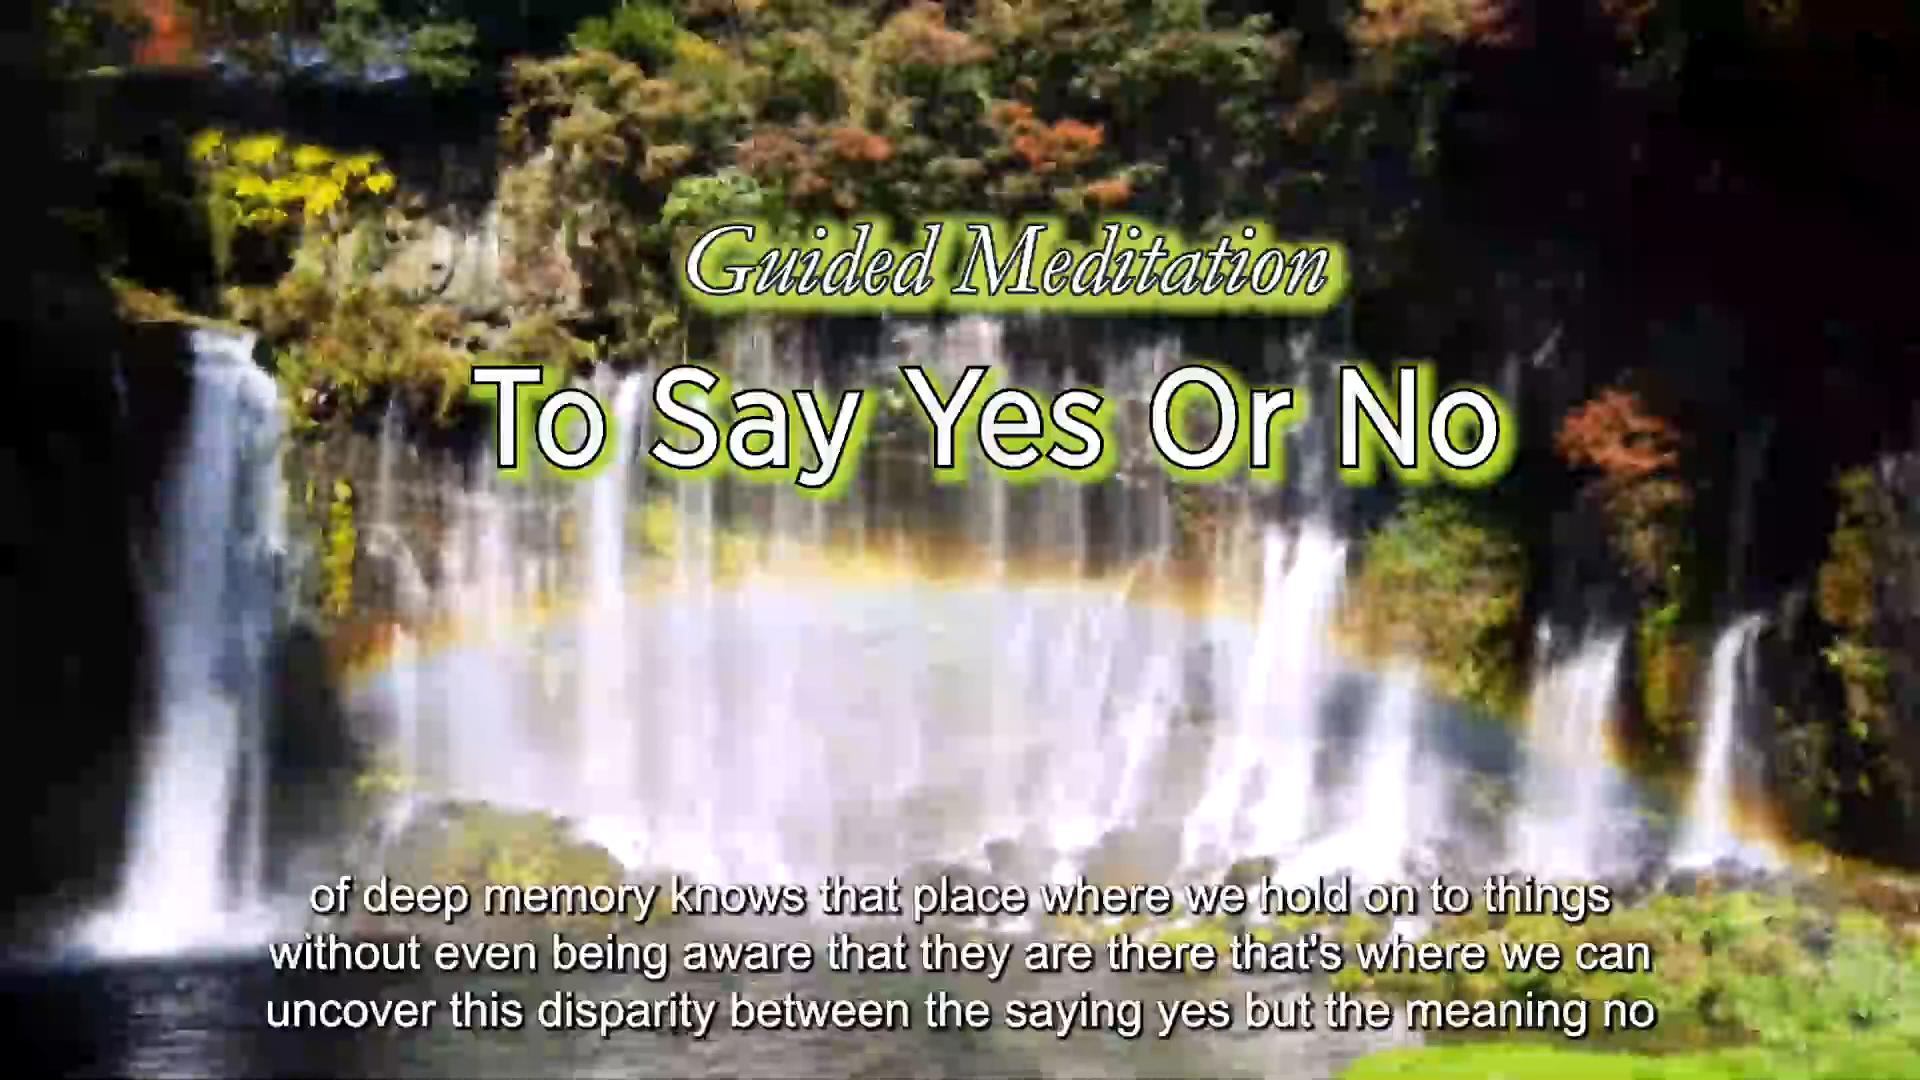 Guided Meditation
To Say Yes Or No
of deep memory knows that place where we hold on to things
without even being aware that they are there that's where we can
uncover this disparity between the saying yes but the meaning no